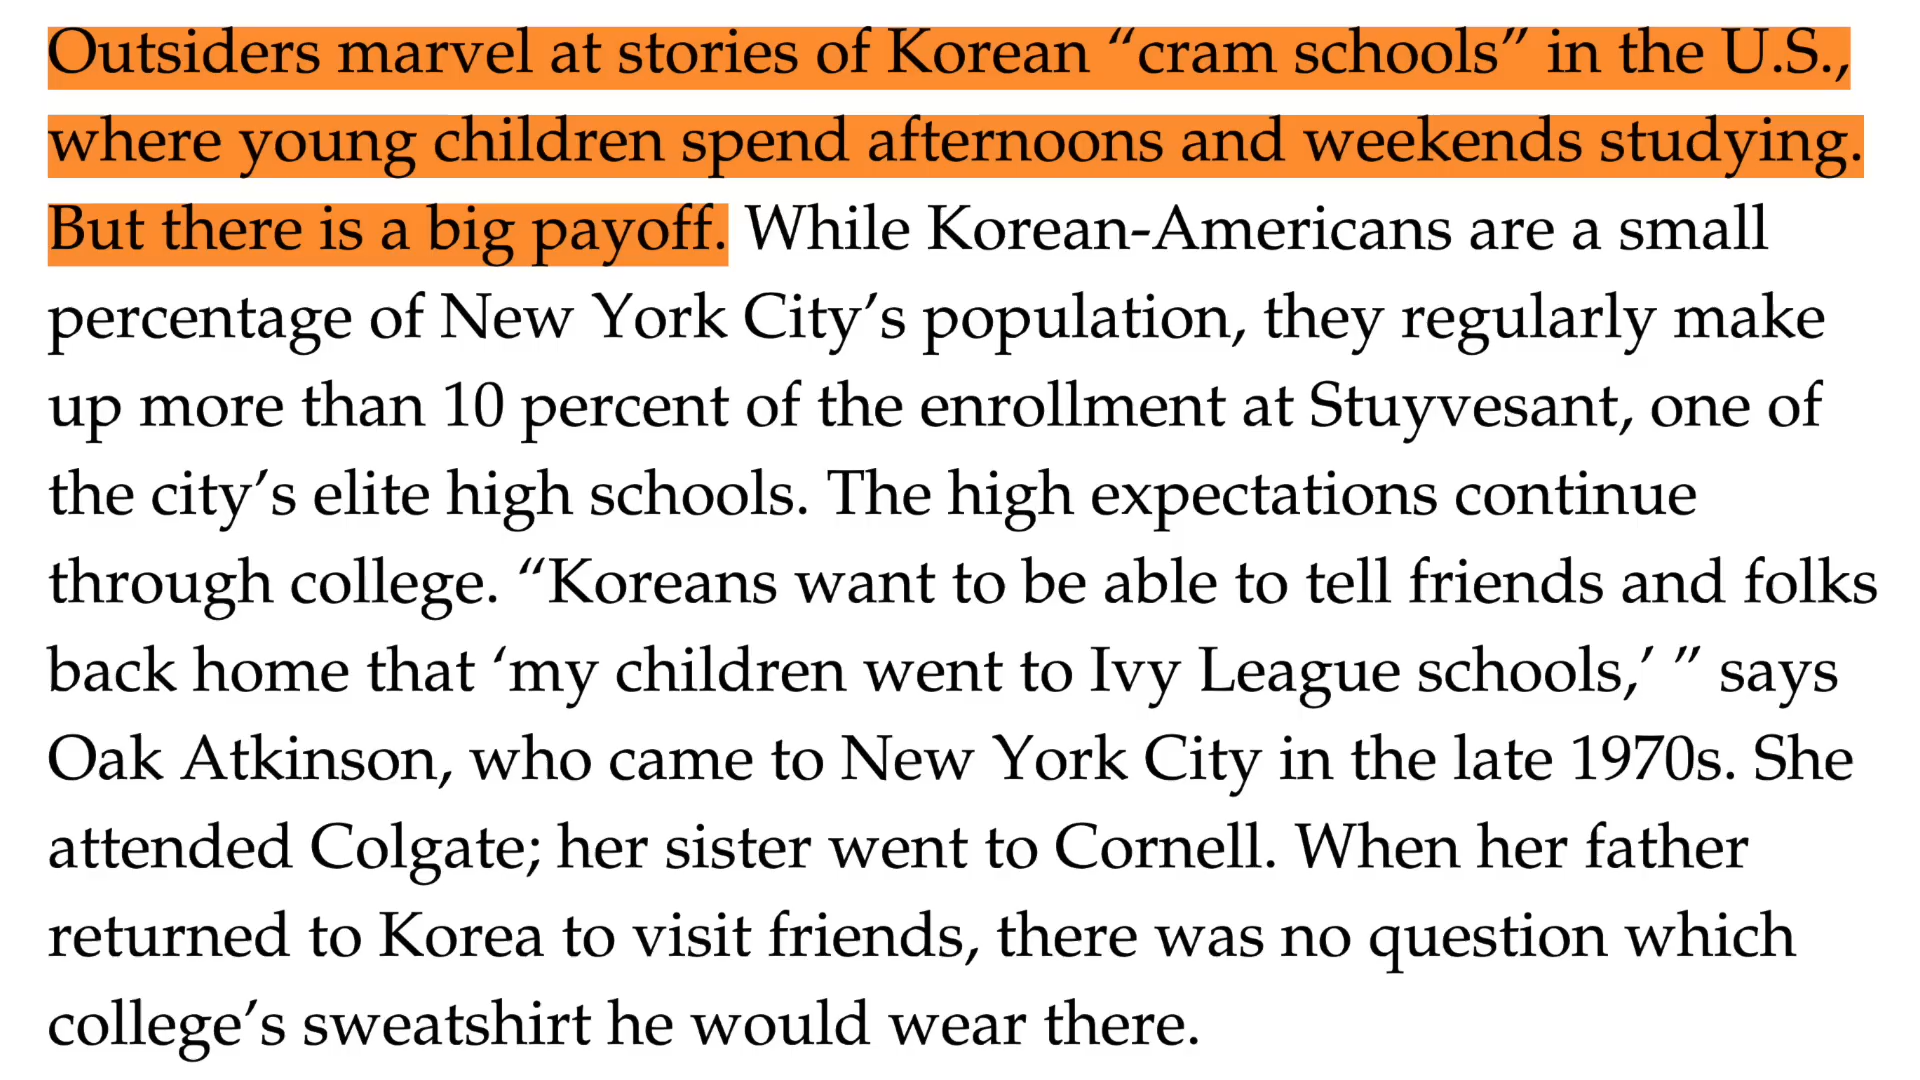 Outsiders marvel at stories of Korean “cram schools” in the U.S.,
where young children spend afternoons and weekends studying.
But there is a big payoff. While Korean-Americans are a small
percentage of New York City’s population, they regularly make
up more than 10 percent of the enrollment at Stuyvesant, one of
the city’s elite high schools. The high expectations continue
through college. “Koreans want to be able to tell friends and folks
back home that ‘my children went to Ivy League schools,’ ” says
Oak Atkinson, who came to New York City in the late 1970s. She
attended Colgate; her sister went to Cornell. When her father
returned to Korea to visit friends, there was no question which
college’s sweatshirt he would wear there.